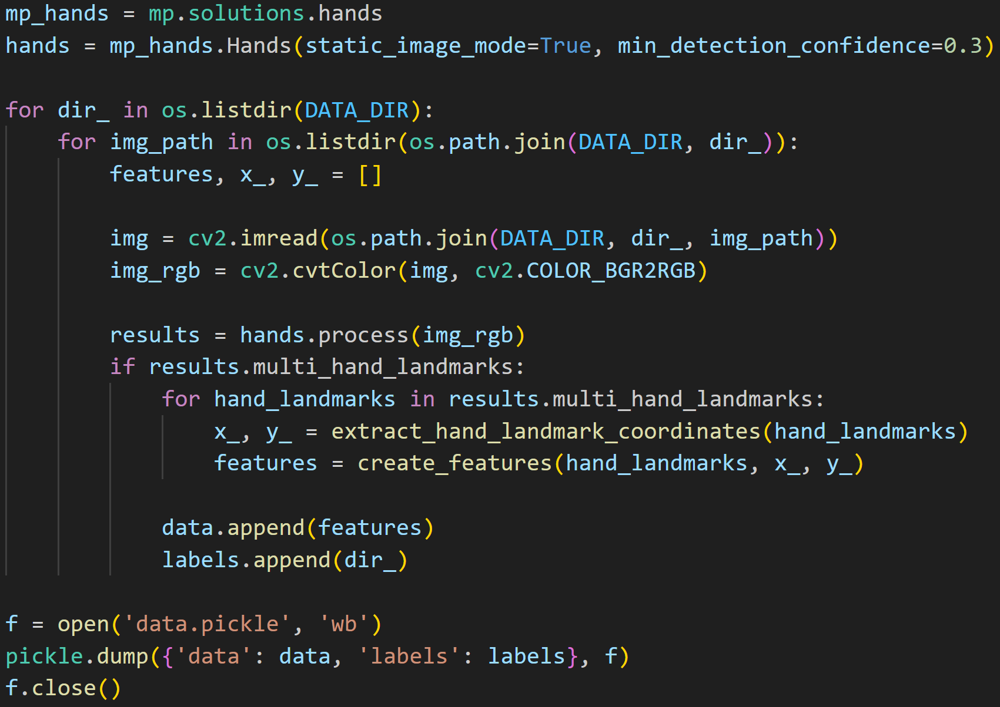 mp_hands = mp.solutions.hands
hands = mp_hands.Hands(static_image_mode=True, min_detection_confidence=0.3)
for dir_ in os.listdir(DATA_DIR):
    for img_path in os.listdir(os.path.join(DATA_DIR, dir_)):
        features, x_, y_ = []
        img = cv2.imread(os.path.join(DATA_DIR, dir_, img_path))
        img_rgb = cv2.cvtColor(img, cv2.COLOR_BGR2RGB)
        results = hands.process(img_rgb)
        if results.multi_hand_landmarks:
            for hand_landmarks in results.multi_hand_landmarks:
                x_, y_ = extract_hand_landmark_coordinates(hand_landmarks)
                features = create_features(hand_landmarks, x_, y_)
            data.append(features)
            labels.append(dir_)
f = open('data.pickle', 'wb')
pickle.dump({'data': data, 'labels': labels}, f)
f.close()